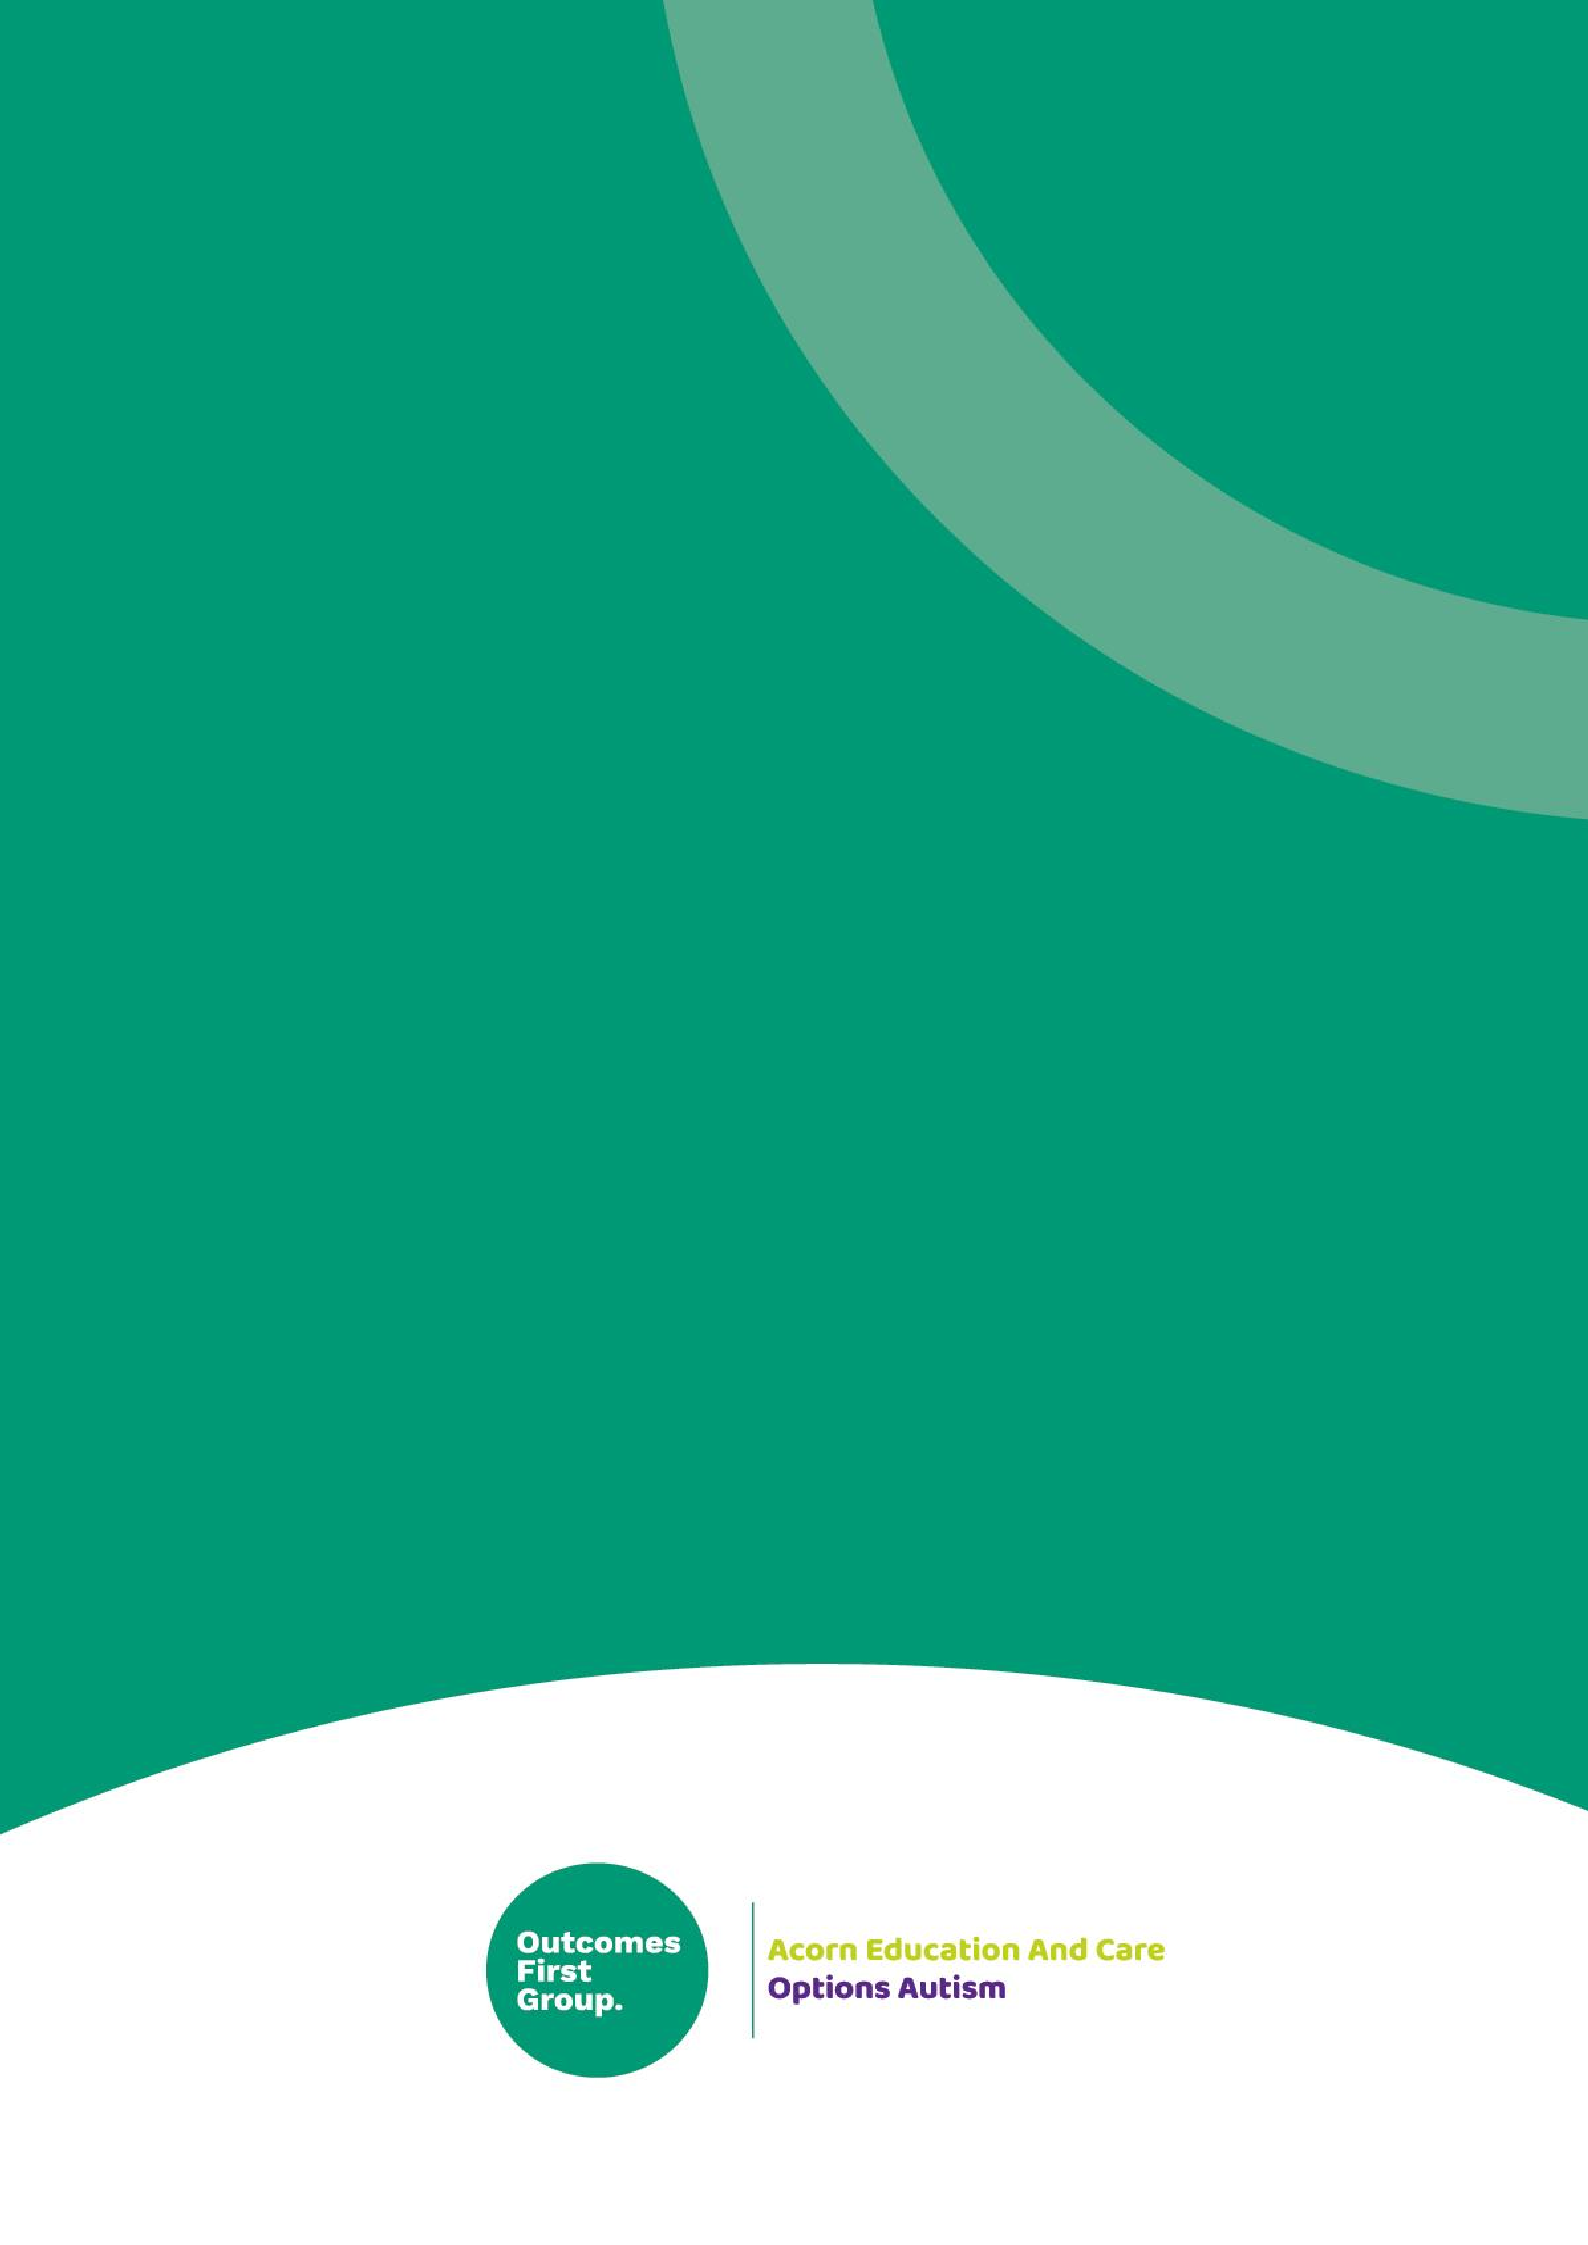 Outcomes
First
Group.
Acorn Education And Care
Options Autism